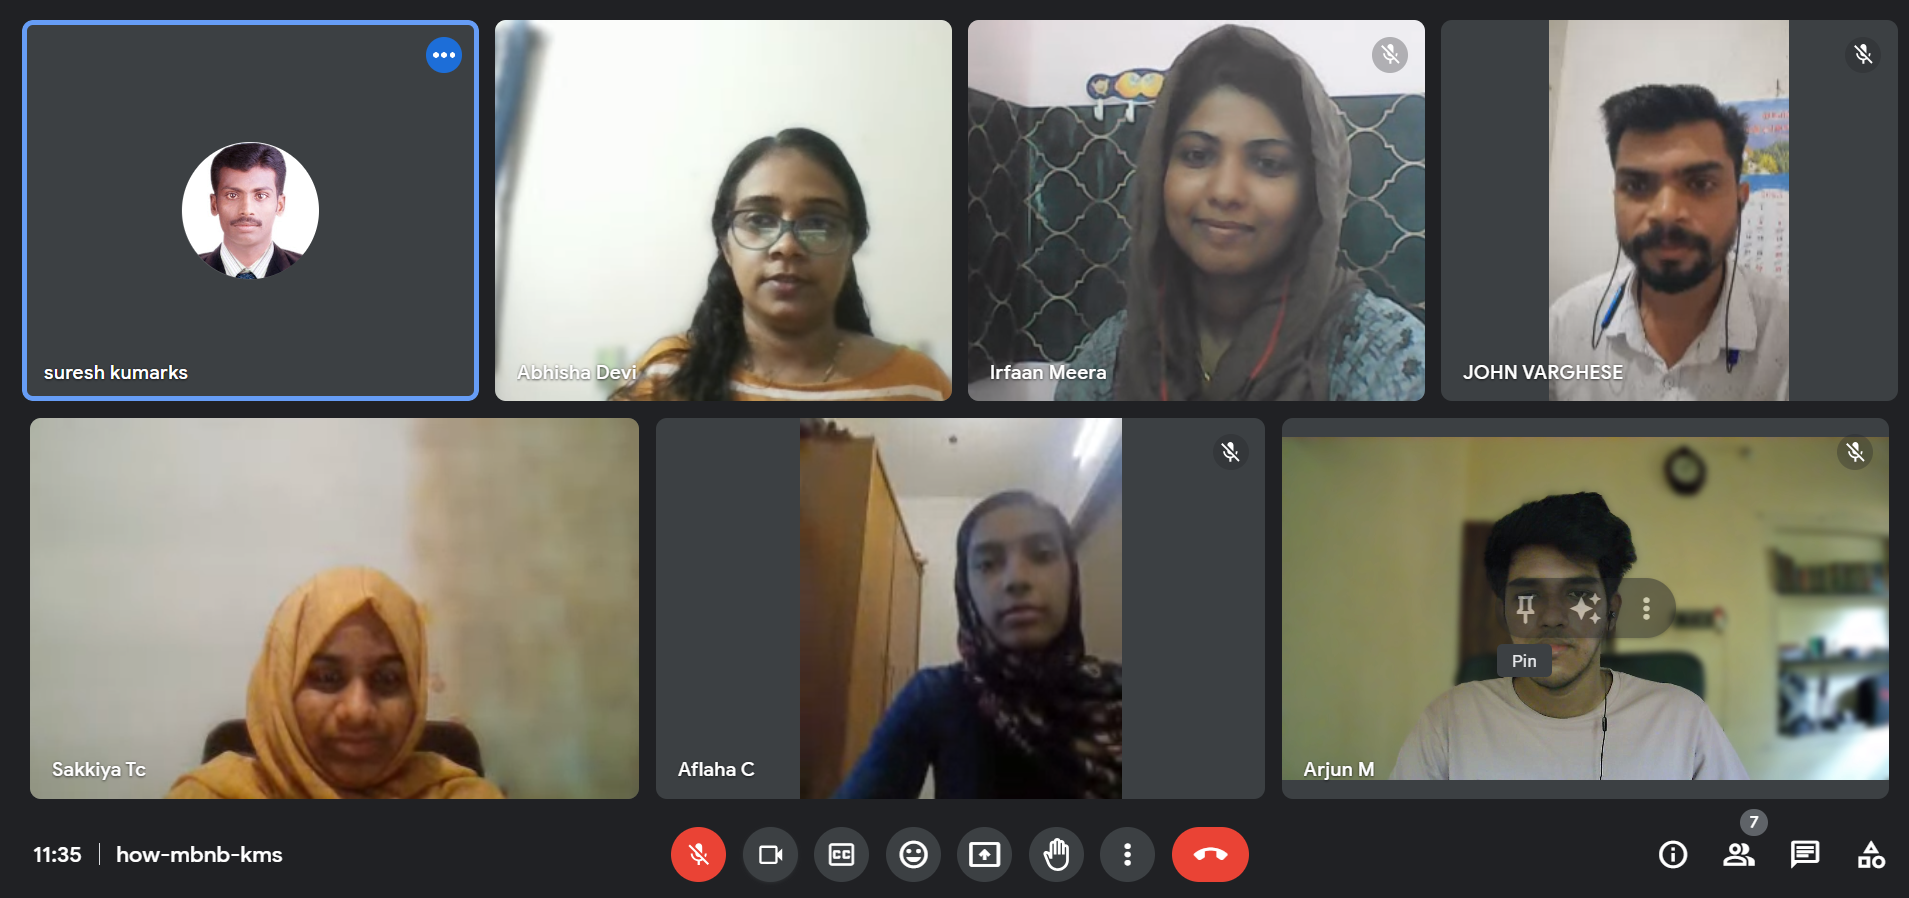 suresh kumarks
Abhisha Devi
Irfaan Meera
JOHN VARGHESE
Sakkiya Tc
Aflaha C
Pin
Arjun M
11:35 | how-mbnb-kms
CC
7